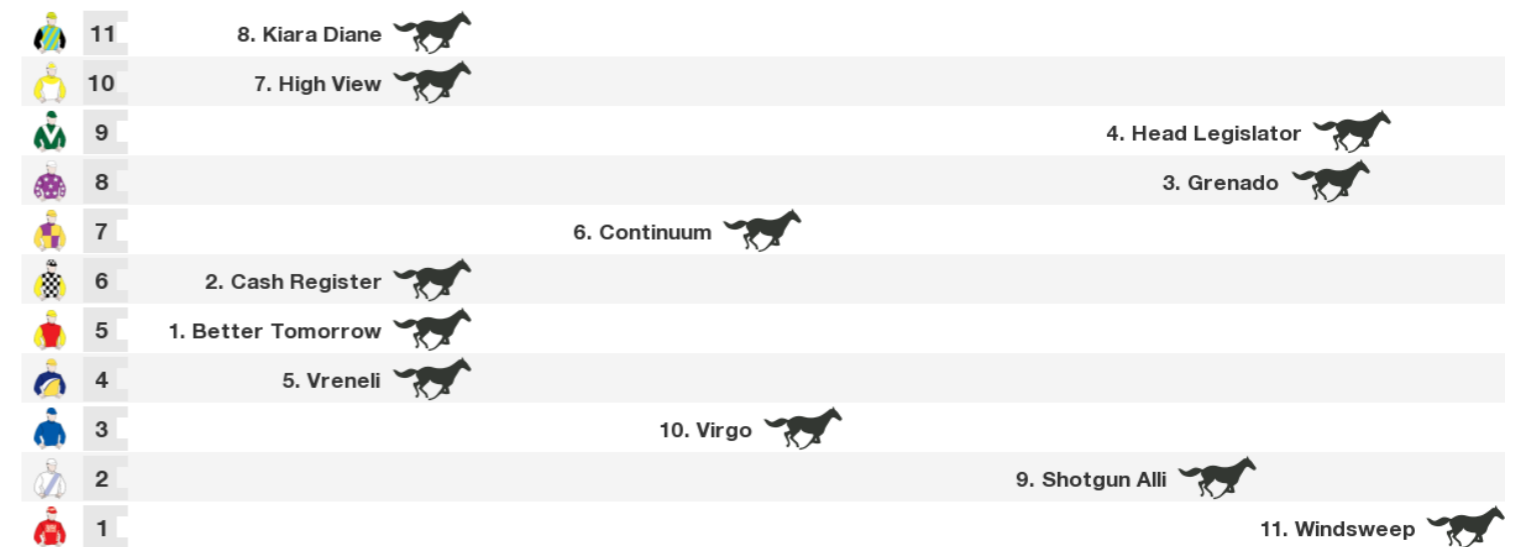 11 8. Kiara Diane
10 7. High View
9 4. Head Legislator
8 3. Grenado
7 6. Continuum
6 2. Cash Register
5 1. Better Tomorrow
4 5. Vreneli
3 10. Virgo
2 9. Shotgun Alli
1 11. Windsweep